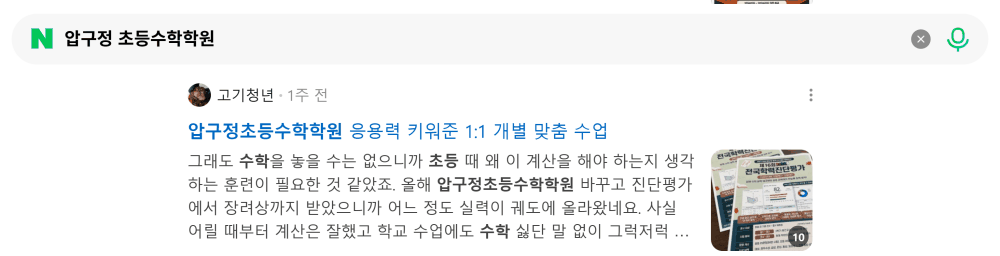 압구정 초등수학학원
고기청년 · 1주 전
압구정초등수학학원 응용력 키워준 1:1 개별 맞춤 수업
그래도 수학을 놓을 수는 없으니까 초등 때 왜 이 계산을 해야 하는지 생각
하는 훈련이 필요한 것 같았죠. 올해 압구정초등수학학원 바꾸고 진단평가
에서 장려상까지 받았으니까 어느 정도 실력이 궤도에 올라왔네요. 사실
어릴 때부터 계산은 잘했고 학교 수업에도 수학 싫단 말 없이 그럭저럭 ...
전국학력진단평가
10